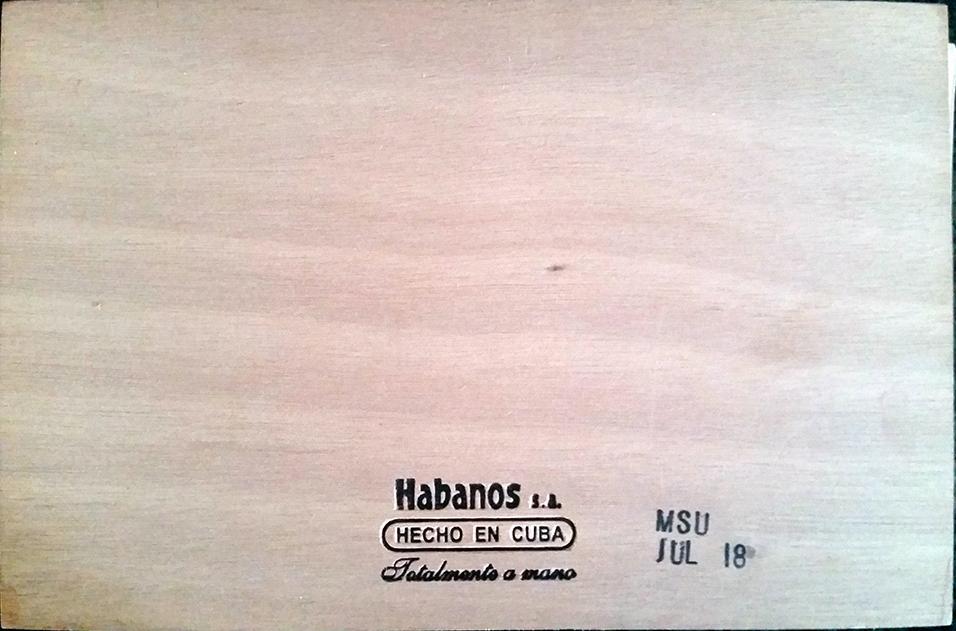 Habanos s.a.
HECHO EN CUBA
Totalmente a mano
MSU
JUL 18